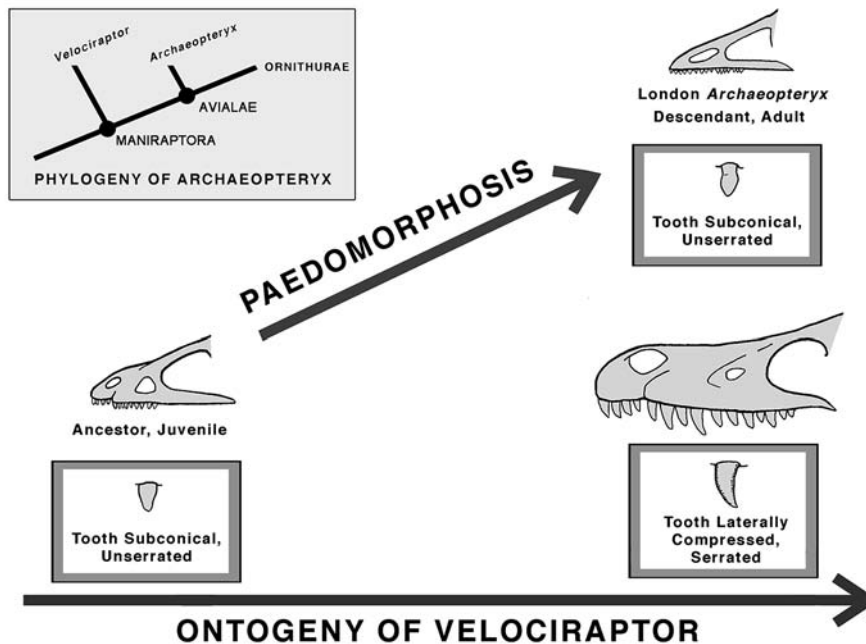 Velociraptor
Archaeopteryx
ORNITHURAE
AVIALAE
MANIRAPTORA
PHYLOGENY OF ARCHAEOPTERYX
London Archaeopteryx
Descendant, Adult
Tooth Subconical,
Unserrated
PAEDOMORPHOSIS
Ancestor, Juvenile
Tooth Subconical,
Unserrated
Tooth Laterally
Compressed,
Serrated
ONTOGENY OF VELOCIRAPTOR